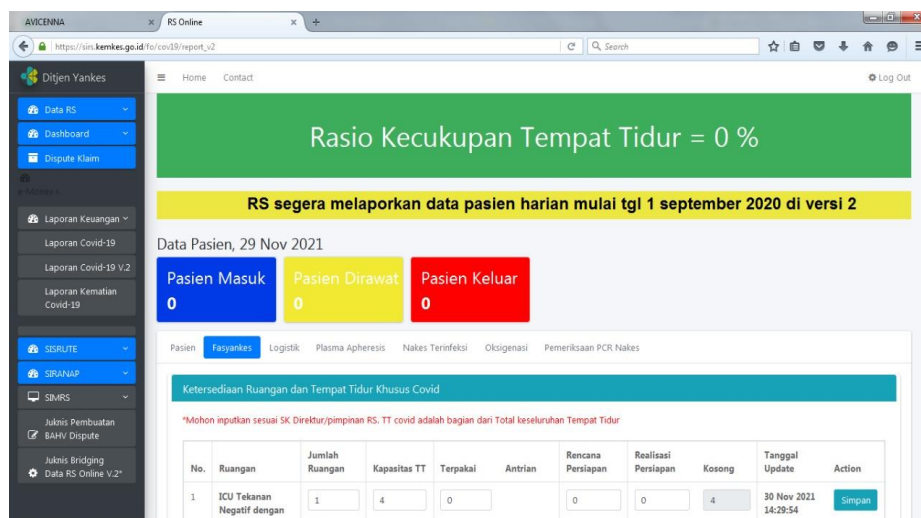 AVICENNA
RS Online
https://sirs.kemkes.go.id/fo/cov19/report_v2
Search
Ditjen Yankes
Home Contact
Log Out
Data RS
Dashboard
Dispute Klaim
Rasio Kecukupan Tempat Tidur = 0 %
RS segera melaporkan data pasien harian mulai tgl 1 september 2020 di versi 2
Laporan Keuangan
Laporan Covid-19
Laporan Covid-19 V.2
Laporan Kematian
Covid-19
SISRUTE
SIRANAP
SIMRS
Juknis Pembuatan
BAHV Dispute
Juknis Bridging
Data RS Online V.2*
Data Pasien, 29 Nov 2021
Pasien Masuk
0
Pasien Dirawat
0
Pasien Keluar
0
Pasien Fasyankes Logistik Plasma Apheresis Nakes Terinfeksi Oksigenasi Pemeriksaan PCR Nakes
Ketersediaan Ruangan dan Tempat Tidur Khusus Covid
*Mohon inputkan sesuai SK Direktur/pimpinan RS. TT covid adalah bagian dari Total keseluruhan Tempat Tidur
No. Ruangan Jumlah Ruangan Kapasitas TT Terpakai Antrian Rencana Persiapan Realisasi Persiapan Kosong Tanggal Update Action
1 ICU Tekanan Negatif dengan 1 4 0 0 0 4 30 Nov 2021 14:29:54 Simpan